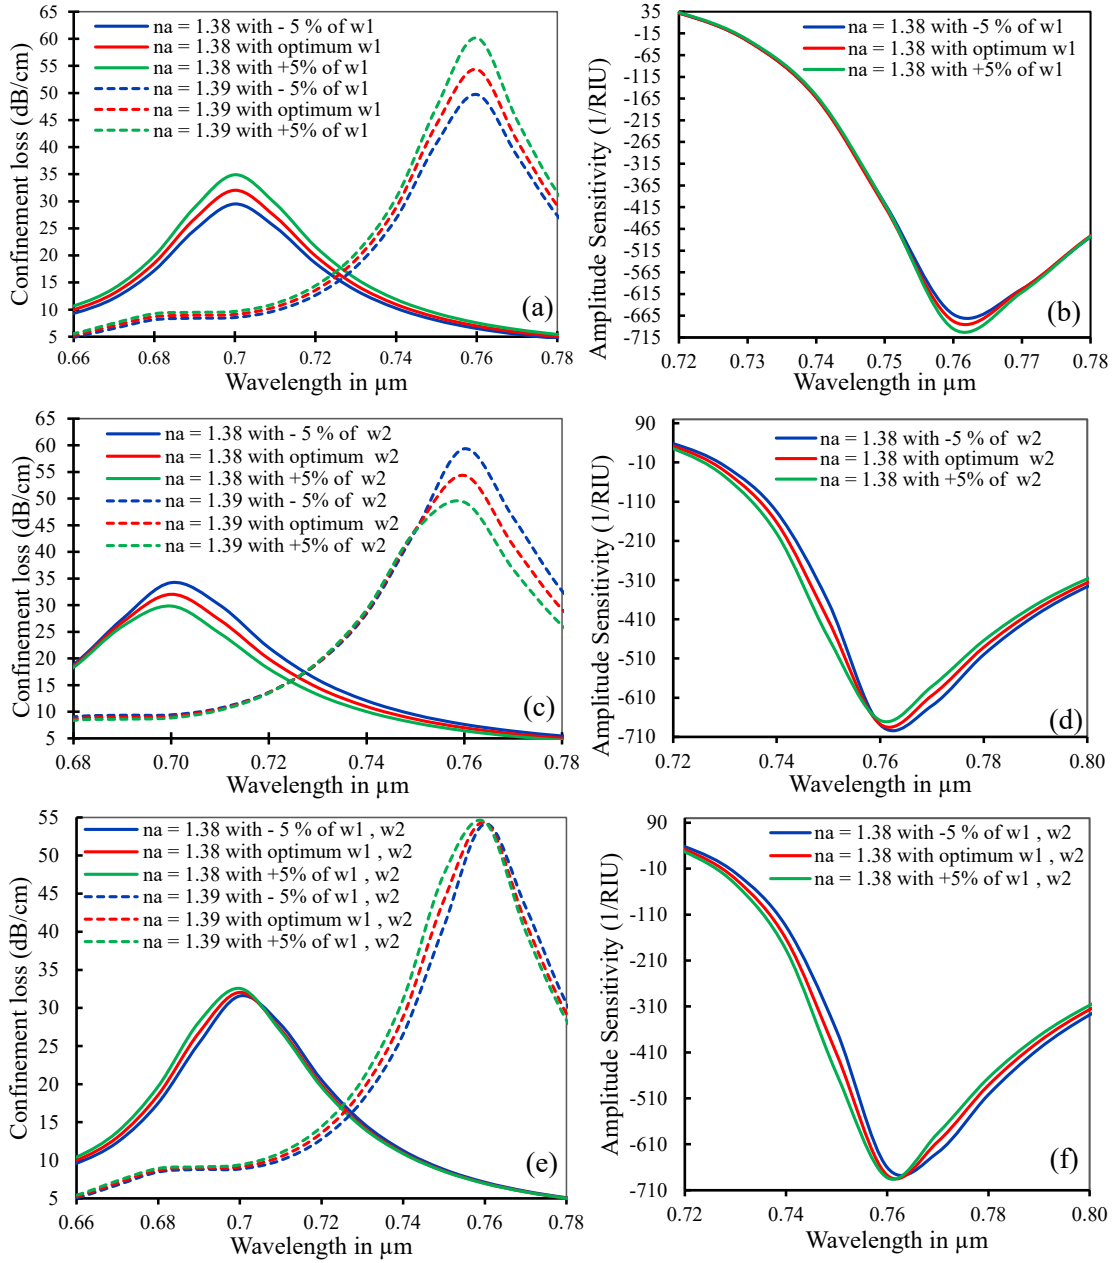 65
60
55
50
45
40
35
30
25
20
15
10
5
Confinement loss (dB/cm)
na = 1.38 with - 5 % of w1
na = 1.38 with optimum w1
na = 1.38 with +5% of w1
na = 1.39 with - 5% of w1
na = 1.39 with optimum w1
na = 1.39 with +5% of w1
(a)
0.66 0.68 0.7 0.72 0.74 0.76 0.78
Wavelength in µm
35
-15
-65
-115
-165
-215
-265
-315
-365
-415
-465
-515
-565
-615
-665
-715
Amplitude Sensitivity (1/RIU)
na = 1.38 with -5% of w1
na = 1.38 with optimum w1
na = 1.38 with +5% of w1
(b)
0.72 0.73 0.74 0.75 0.76 0.77 0.78
Wavelength in µm
65
60
55
50
45
40
35
30
25
20
15
10
5
Confinement loss (dB/cm)
na = 1.38 with - 5 % of w2
na = 1.38 with optimum w2
na = 1.38 with +5% of w2
na = 1.39 with - 5% of w2
na = 1.39 with optimum w2
na = 1.39 with +5% of w2
(c)
0.68 0.70 0.72 0.74 0.76 0.78
Wavelength in µm
90
-10
-110
-210
-310
-410
-510
-610
-710
Amplitude Sensitivity (1/RIU)
na = 1.38 with -5% of w2
na = 1.38 with optimum w2
na = 1.38 with +5% of w2
(d)
0.72 0.74 0.76 0.78 0.80
Wavelength in µm
55
50
45
40
35
30
25
20
15
10
5
Confinement loss (dB/cm)
na = 1.38 with - 5 % of w1 , w2
na = 1.38 with optimum w1 , w2
na = 1.38 with +5% of w1 , w2
na = 1.39 with - 5% of w1 , w2
na = 1.39 with optimum w1 , w2
na = 1.39 with +5% of w1 , w2
(e)
0.66 0.68 0.7 0.72 0.74 0.76 0.78
Wavelength in µm
90
-10
-110
-210
-310
-410
-510
-610
-710
Amplitude Sensitivity (1/RIU)
na = 1.38 with -5% of w1 , w2
na = 1.38 with optimum w1 , w2
na = 1.38 with +5% of w1 , w2
(f)
0.72 0.74 0.76 0.78 0.80
Wavelength in µm